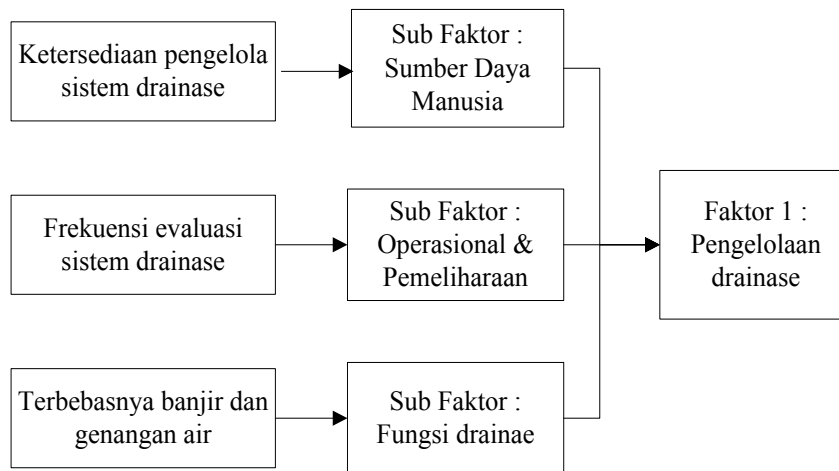 Ketersediaan pengelola
sistem drainase
Sub Faktor :
Sumber Daya
Manusia
Frekuensi evaluasi
sistem drainase
Sub Faktor :
Operasional &
Pemeliharaan
Faktor 1 :
Pengelolaan
drainase
Terbebasnya banjir dan
genangan air
Sub Faktor :
Fungsi drainae